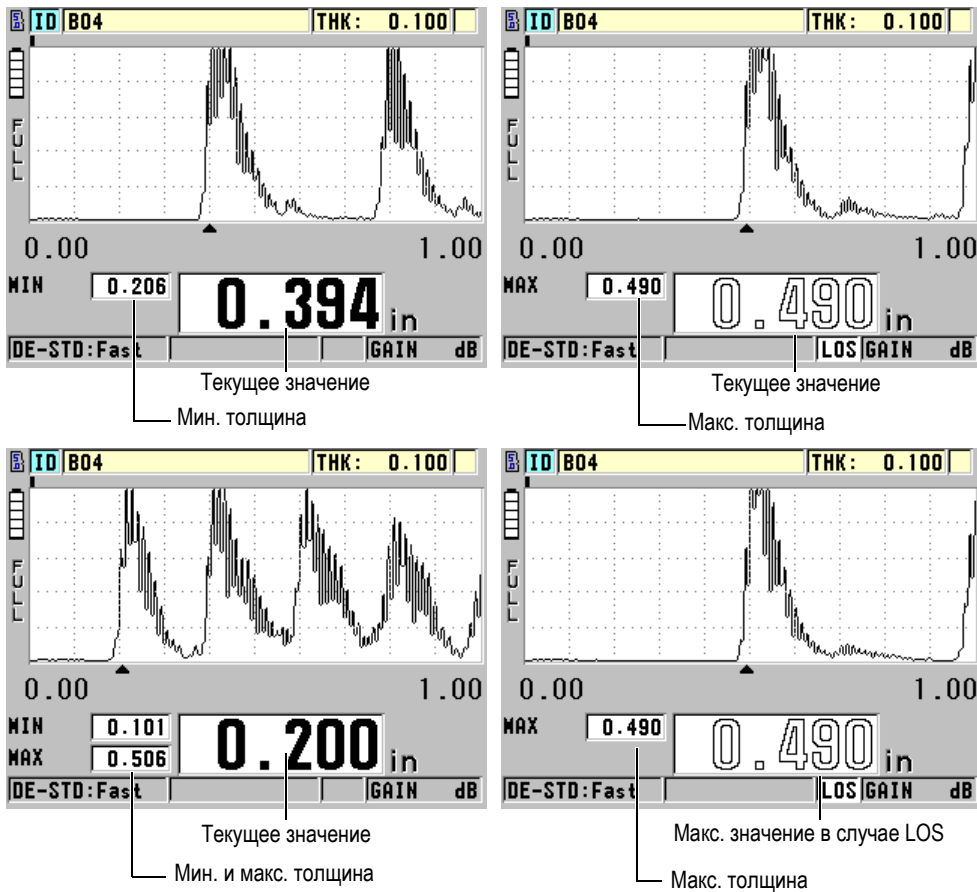 ID B04 THK: 0.100
FULL
0.00 1.00
MIN 0.206 0.394 in
DE-STD:Fast GAIN dB
Текущее значение
Мин. толщина
ID B04 THK: 0.100
FULL
0.00 1.00
MAX 0.490 0.490 in
DE-STD:Fast LOS GAIN dB
Текущее значение
Макс. толщина
ID B04 THK: 0.100
FULL
0.00 1.00
MIN 0.101
MAX 0.506
0.200 in
DE-STD:Fast GAIN dB
Текущее значение
Мин. и макс. толщина
ID B04 THK: 0.100
FULL
0.00 1.00
MAX 0.490 0.490 in
DE-STD:Fast LOS GAIN dB
Макс. значение в случае LOS
Макс. толщина